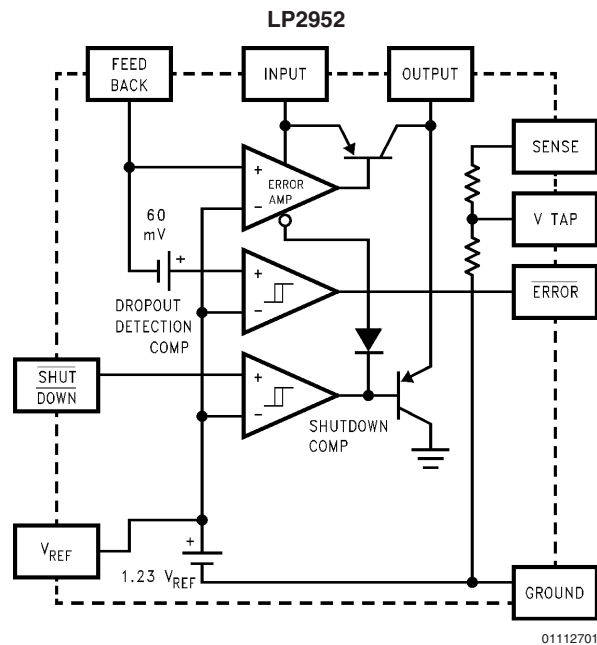 LP2952
FEED
BACK
INPUT
OUTPUT
SENSE
+
ERROR
AMP
−
V TAP
60
mV
+
+
−
ERROR
DROPOUT
DETECTION
COMP
SHUT
DOWN
+
−
SHUTDOWN
COMP
VREF
+
1.23 VREF
GROUND
01112701